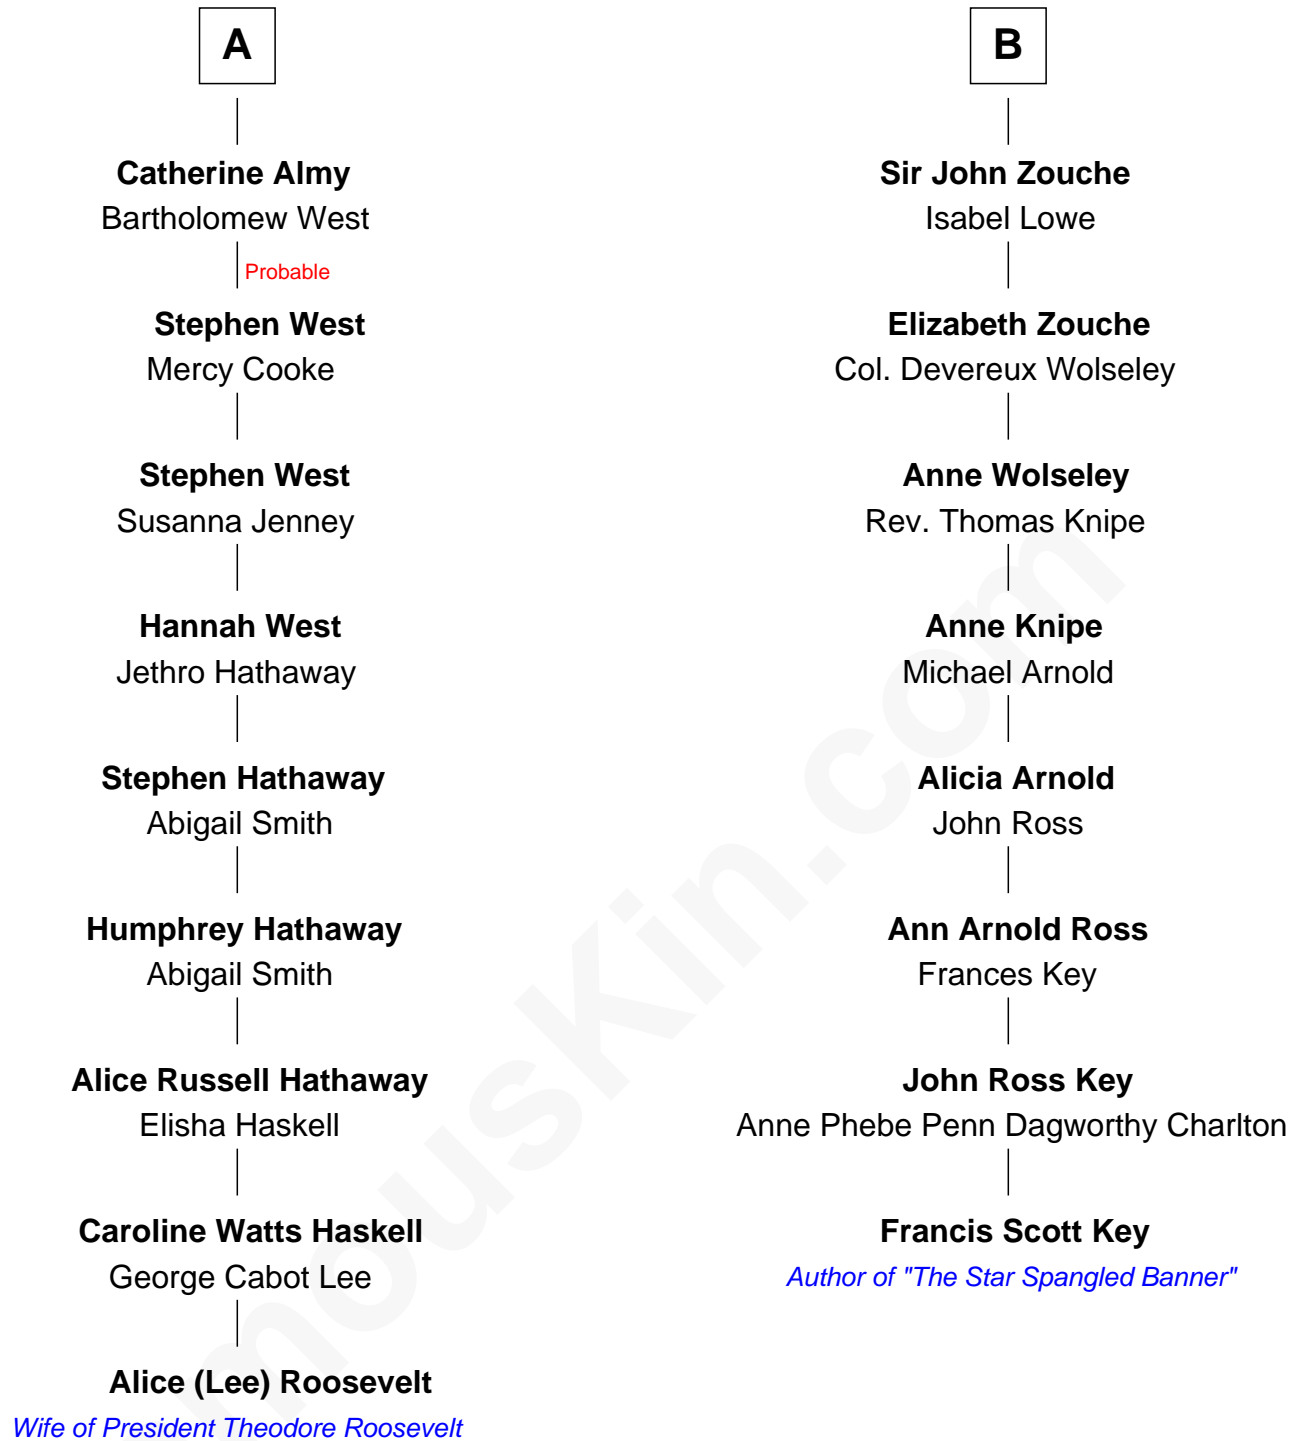 A
Catherine Almy
Bartholomew West
Probable
Stephen West
Mercy Cooke
Stephen West
Susanna Jenney
Hannah West
Jethro Hathaway
Stephen Hathaway
Abigail Smith
Humphrey Hathaway
Abigail Smith
Alice Russell Hathaway
Elisha Haskell
Caroline Watts Haskell
George Cabot Lee
Alice (Lee) Roosevelt
Wife of President Theodore Roosevelt
B
Sir John Zouche
Isabel Lowe
Elizabeth Zouche
Col. Devereux Wolseley
Anne Wolseley
Rev. Thomas Knipe
Anne Knipe
Michael Arnold
Alicia Arnold
John Ross
Ann Arnold Ross
Frances Key
John Ross Key
Anne Phebe Penn Dagworthy Charlton
Francis Scott Key
Author of "The Star Spangled Banner"
mousKin.com